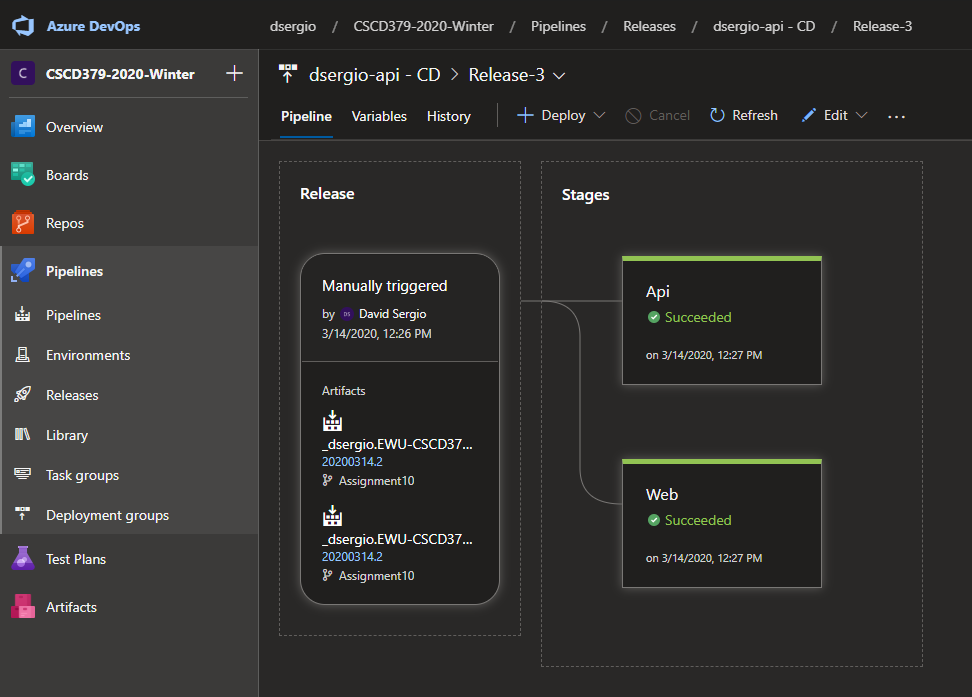 Azure DevOps
dsergio / CSCD379-2020-Winter / Pipelines / Releases / dsergio-api - CD / Release-3
C CSCD379-2020-Winter +
Overview
Boards
Repos
Pipelines
Pipelines
Environments
Releases
Library
Task groups
Deployment groups
Test Plans
Artifacts
dsergio-api - CD > Release-3
Pipeline Variables History Deploy Cancel Refresh Edit ...
Release
Manually triggered
by DS David Sergio
3/14/2020, 12:26 PM
Artifacts
_dsergio.EWU-CSCD37...
20200314.2
Assignment10
_dsergio.EWU-CSCD37...
20200314.2
Assignment10
Stages
Api
Succeeded
on 3/14/2020, 12:27 PM
Web
Succeeded
on 3/14/2020, 12:27 PM